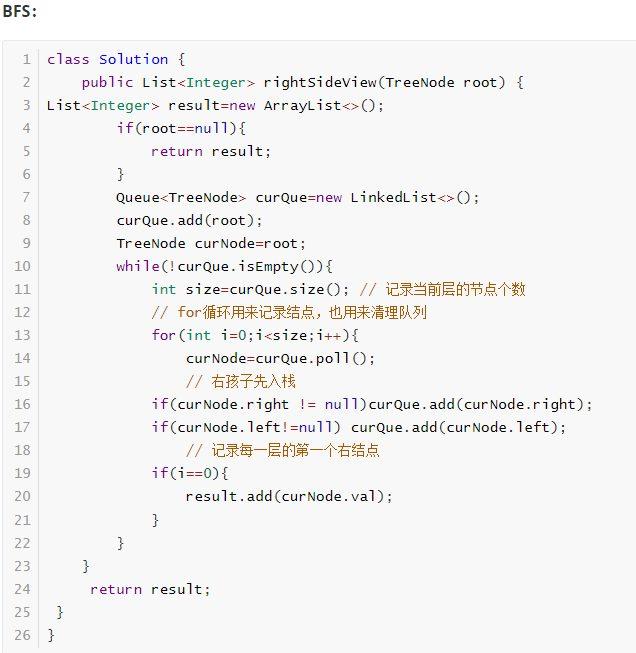 BFS:
1 class Solution {
2     public List<Integer> rightSideView(TreeNode root) {
3 List<Integer> result=new ArrayList<>();
4         if(root==null){
5             return result;
6         }
7         Queue<TreeNode> curQue=new LinkedList<>();
8         curQue.add(root);
9         TreeNode curNode=root;
10         while(!curQue.isEmpty()){
11             int size=curQue.size(); // 记录当前层的节点个数
12             // for循环用来记录结点，也用来清理队列
13             for(int i=0;i<size;i++){
14                 curNode=curQue.poll();
15                 // 右孩子先入栈
16             if(curNode.right != null)curQue.add(curNode.right);
17             if(curNode.left!=null) curQue.add(curNode.left);
18                 // 记录每一层的第一个右结点
19             if(i==0){
20                 result.add(curNode.val);
21             }
22         }
23     }
24      return result;
25  }
26 }